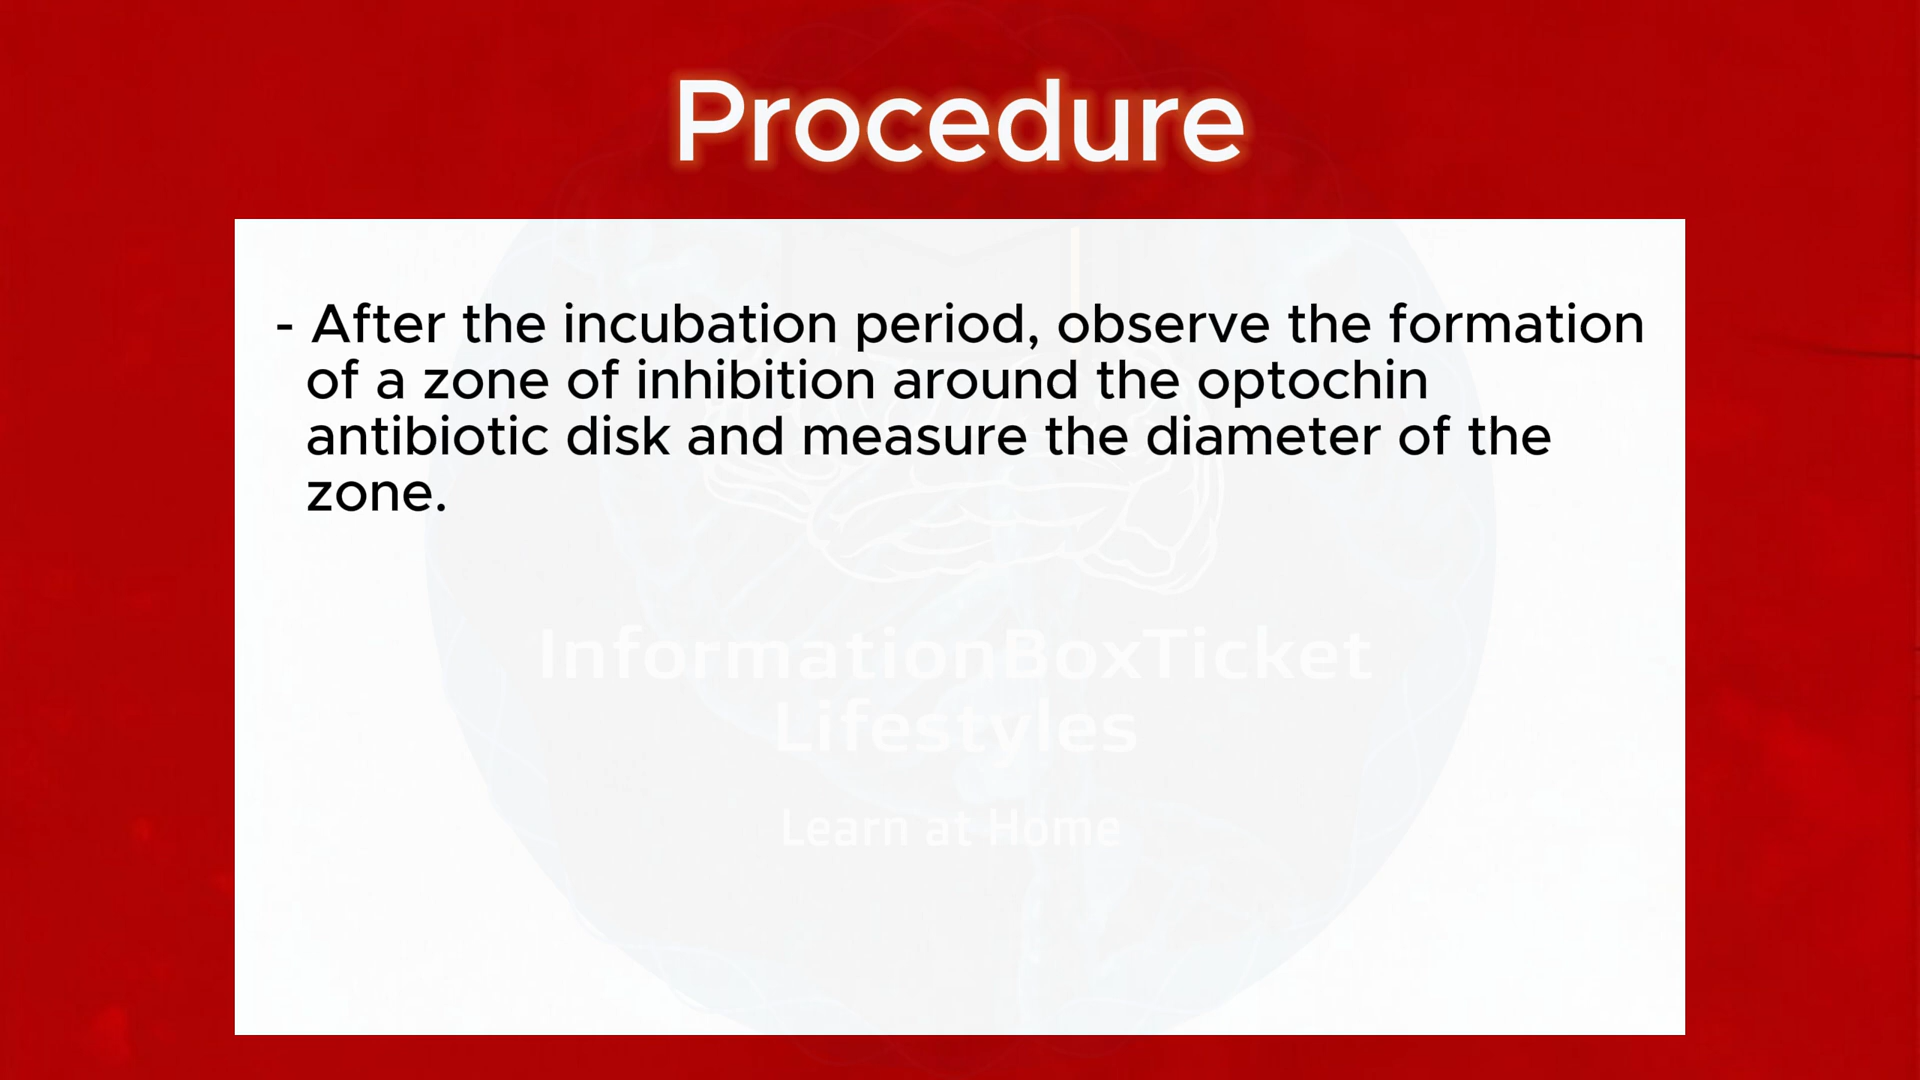 Procedure
- After the incubation period, observe the formation
of a zone of inhibition around the optochin
antibiotic disk and measure the diameter of the
zone.
InformationBoxTicket
Lifestyles
Learn at Home